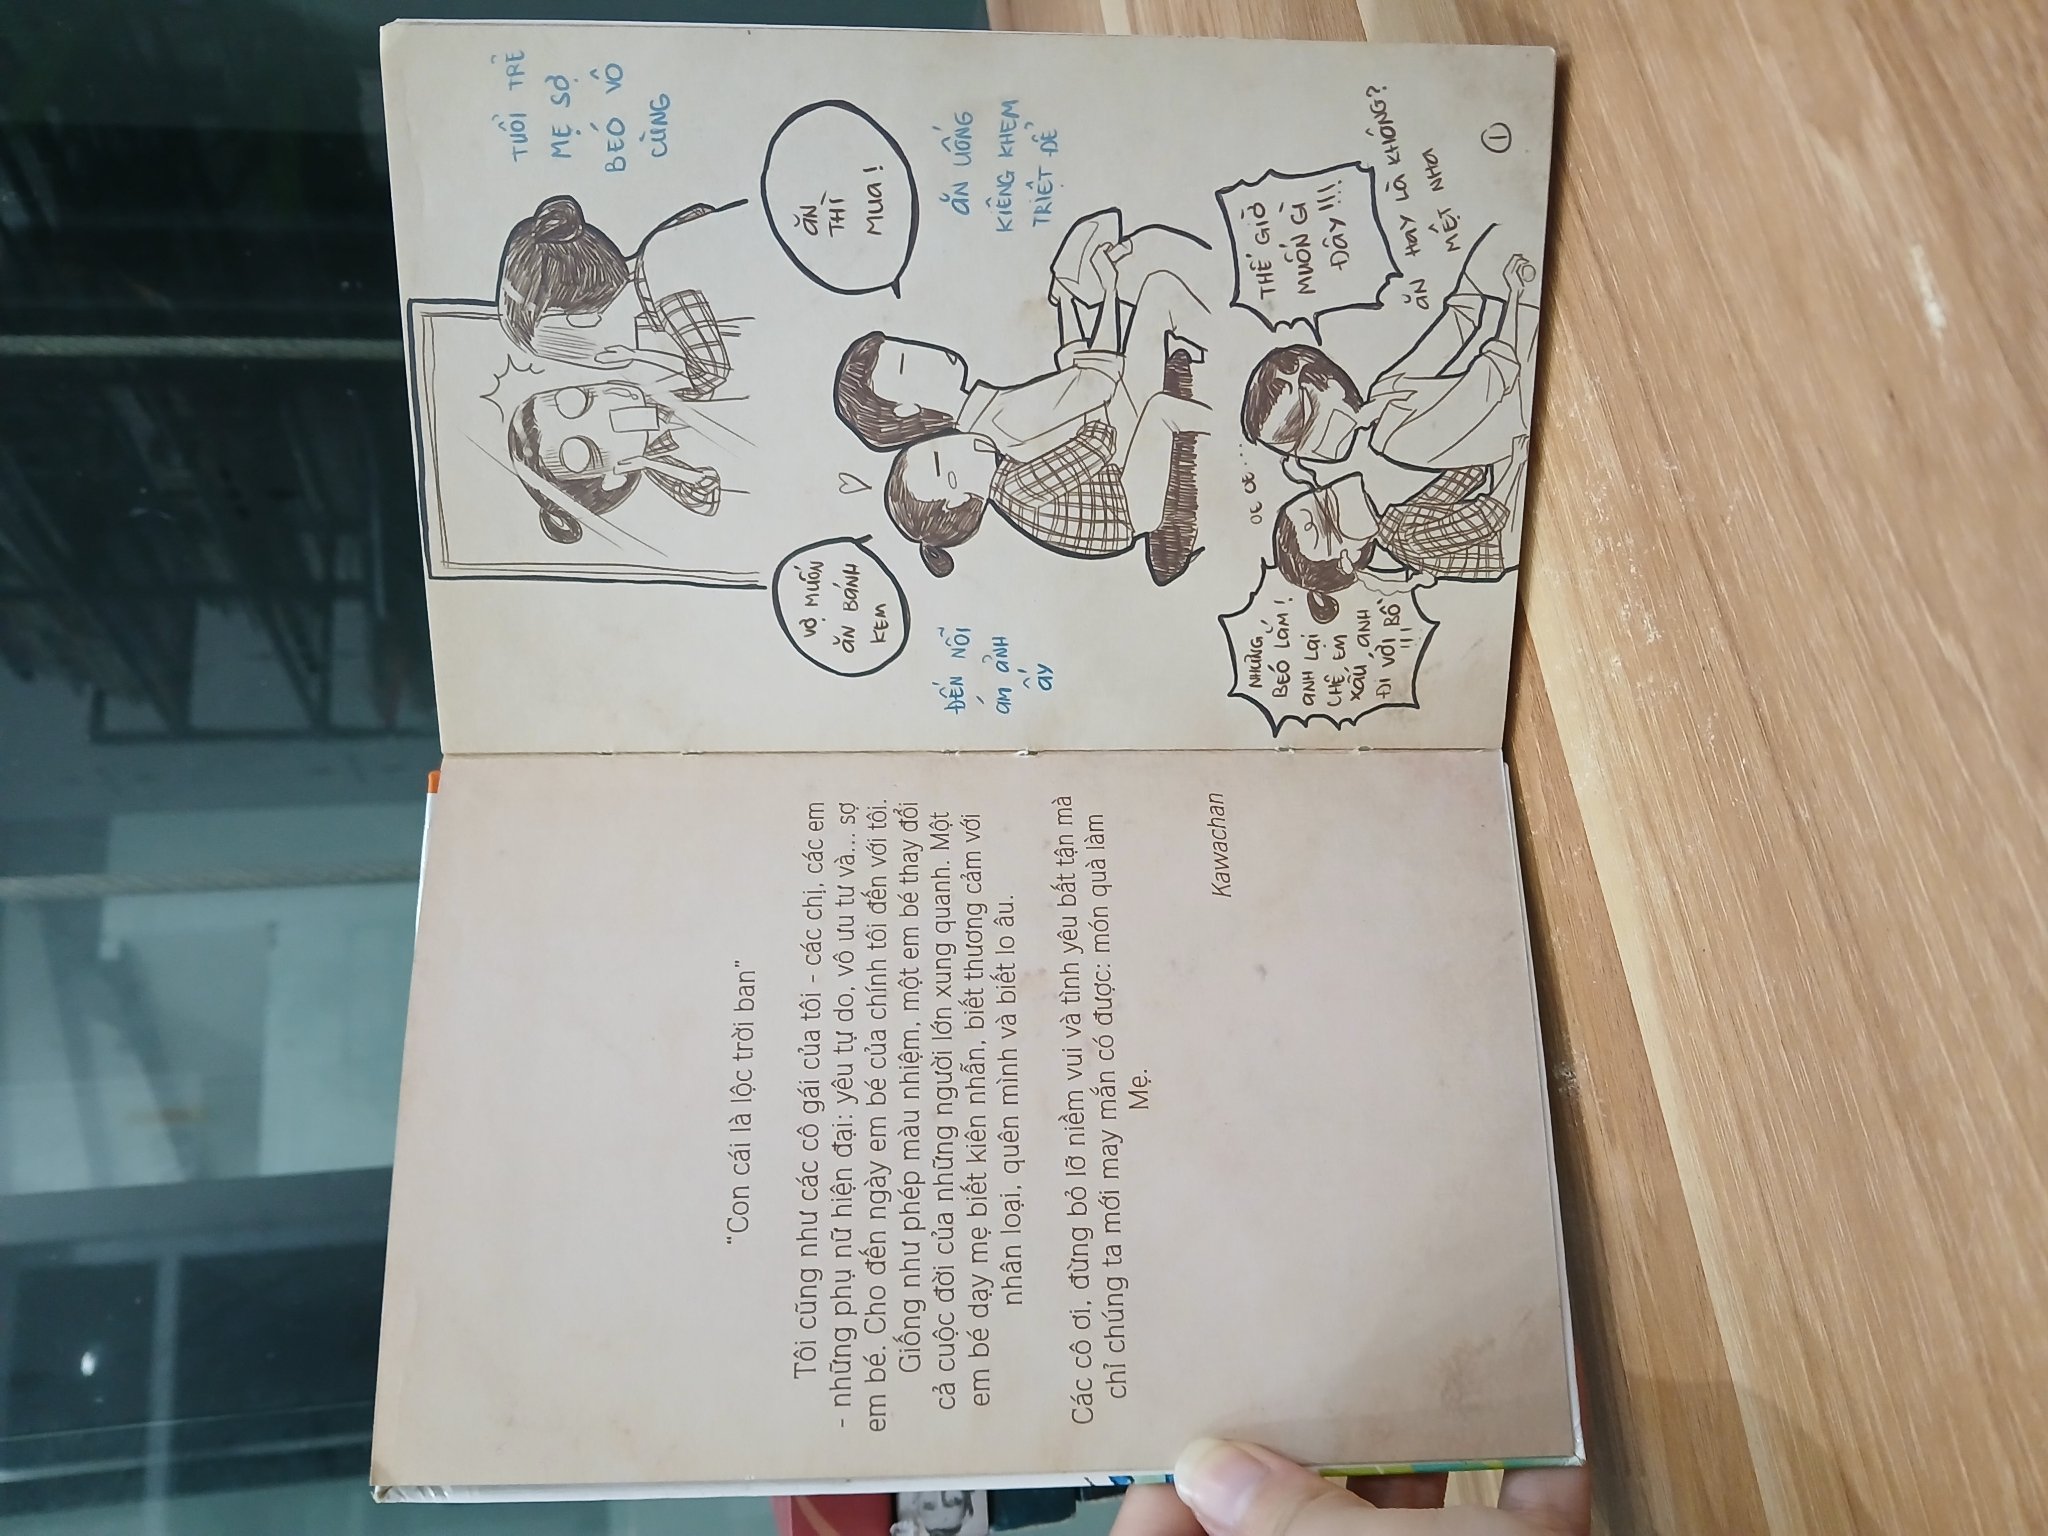 “Con cái là lộc trời ban”
Tôi cũng như các cô gái của tôi - các chị, các em
- những phụ nữ hiện đại: yêu tự do, vô ưu tư và... sợ
em bé. Cho đến ngày em bé của chính tôi đến với tôi.
Giống như phép màu nhiệm, một em bé thay đổi
cả cuộc đời của những người lớn xung quanh. Một
em bé dạy mẹ biết kiên nhẫn, biết thương cảm với
nhân loại, quên mình và biết lo âu.
Các cô ơi, đừng bỏ lỡ niềm vui và tình yêu bất tận mà
chỉ chúng ta mới may mắn có được: món quà làm
Mẹ.
Kawachan
TUỔI TRẺ
MẸ SỢ
BÉO VÔ
CÙNG
VỢ MUỐN
ĂN BÁNH
KEM
ĂN
THÌ
MUA!
ĐẾN NỖI
ÁM ẢNH
ẤY
ĂN UỐNG
KIÊNG KHEM
TRIỆT ĐỂ
NHƯNG
BÉO LẮM!
ANH LẠI
CHÊ EM
XẤU, ANH
ĐI VỚI BỒ
!!!
OE OE...
THẾ GIỜ
MUỐN GÌ
ĐÂY!!!
ĂN HAY LÀ KHÔNG?
MỆT NHA
1